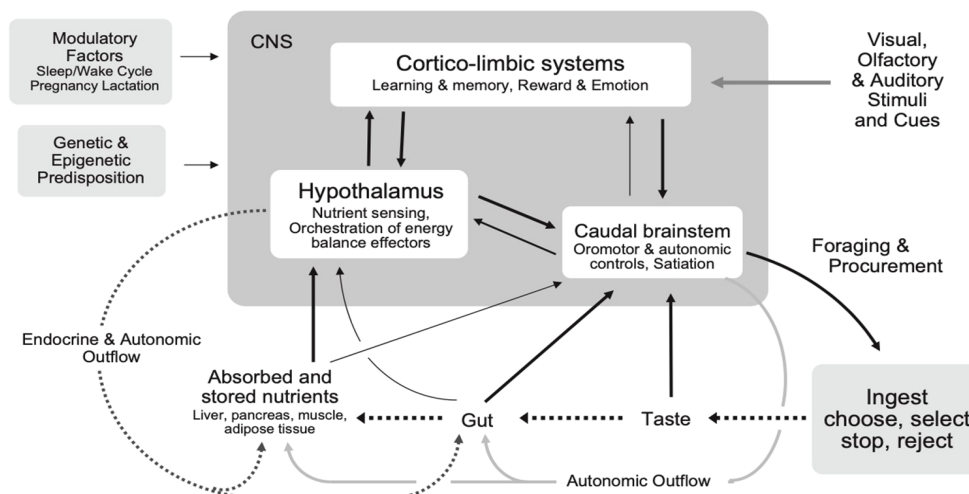 Modulatory
Factors
Sleep/Wake Cycle
Pregnancy Lactation
CNS
Cortico-limbic systems
Learning & memory, Reward & Emotion
Visual,
Olfactory
& Auditory
Stimuli
and Cues
Genetic &
Epigenetic
Predisposition
Hypothalamus
Nutrient sensing,
Orchestration of energy
balance effectors
Caudal brainstem
Oromotor & autonomic
controls, Satiation
Foraging &
Procurement
Endocrine & Autonomic
Outflow
Absorbed and
stored nutrients
Liver, pancreas, muscle,
adipose tissue
Gut
Taste
Ingest
choose, select
stop, reject
Autonomic Outflow